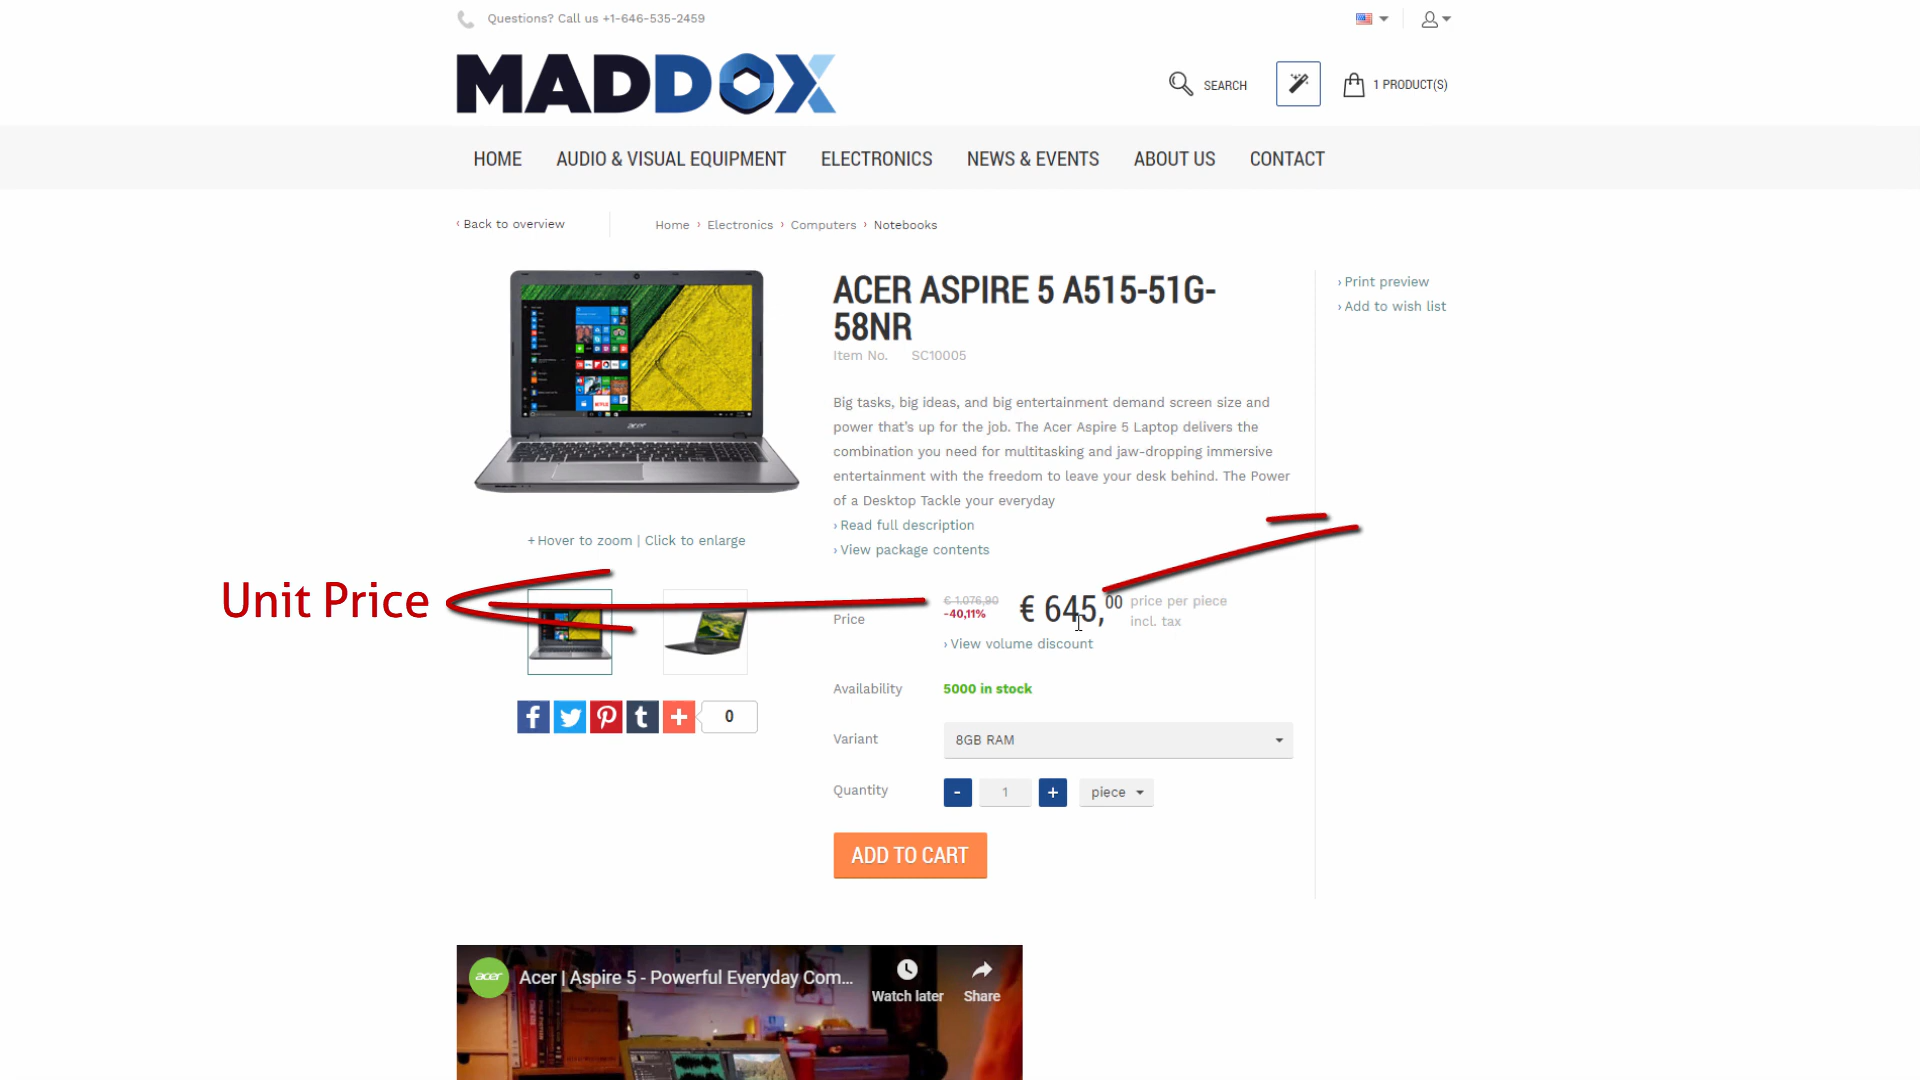 Questions? Call us +1-646-535-2459
MADDOX
SEARCH
1 PRODUCT(S)
HOME
AUDIO & VISUAL EQUIPMENT
ELECTRONICS
NEWS & EVENTS
ABOUT US
CONTACT
‹ Back to overview
Home › Electronics › Computers › Notebooks
ACER ASPIRE 5 A515-51G-
58NR
Item No. SC10005
› Print preview
› Add to wish list
Big tasks, big ideas, and big entertainment demand screen size and
power that's up for the job. The Acer Aspire 5 Laptop delivers the
combination you need for multitasking and jaw-dropping immersive
entertainment with the freedom to leave your desk behind. The Power
of a Desktop Tackle your everyday
› Read full description
› View package contents
+ Hover to zoom | Click to enlarge
Unit Price
Price
€ 1.076,90
-40,11%
€ 645,00
price per piece
incl. tax
› View volume discount
Availability
5000 in stock
Variant
8GB RAM
Quantity
- 1 +
piece
ADD TO CART
0
acer
Acer | Aspire 5 - Powerful Everyday Com...
Watch later
Share